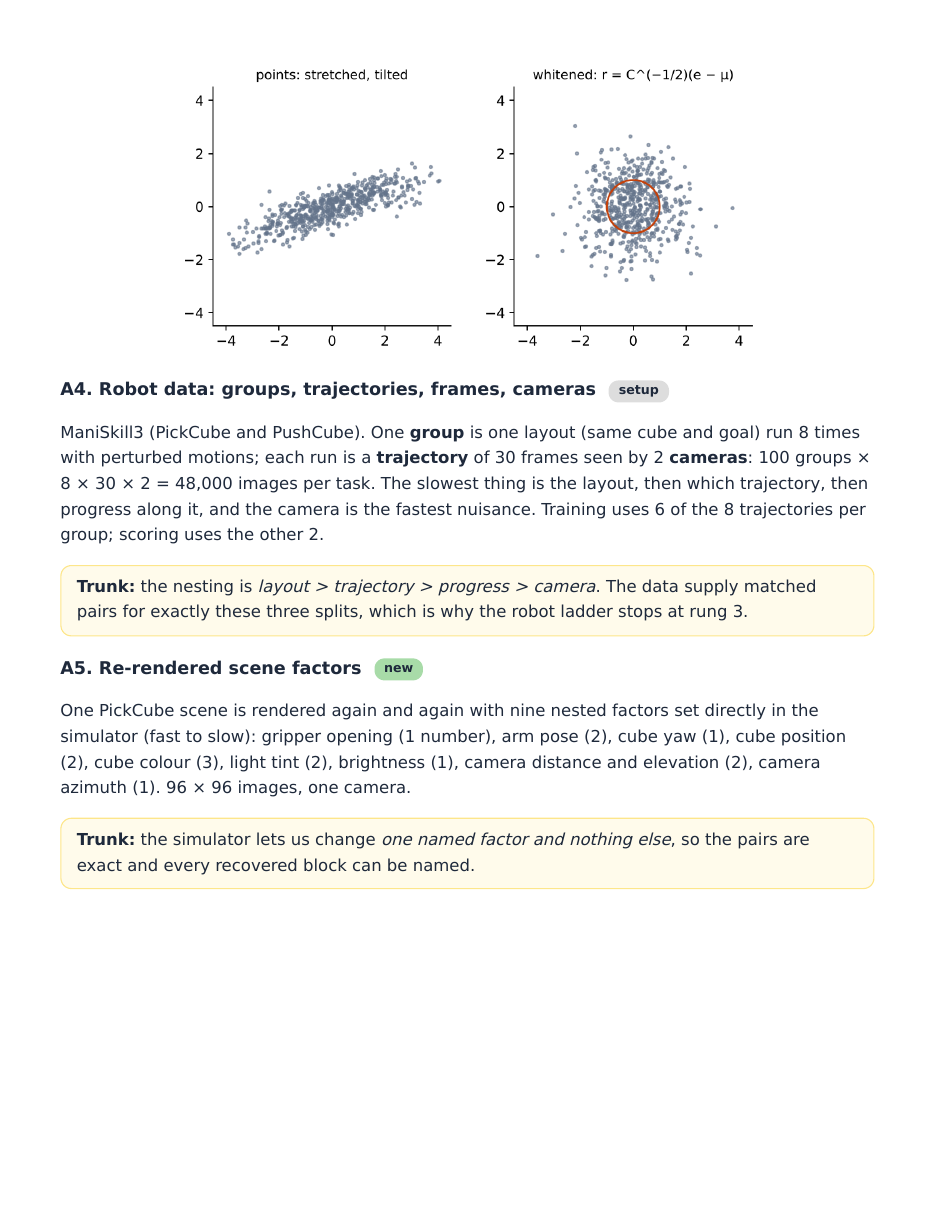 points: stretched, tilted
whitened: r = C^(−1/2)(e − μ)
4
2
0
−2
−4
−4 −2 0 2 4
4
2
0
−2
−4
−4 −2 0 2 4
A4. Robot data: groups, trajectories, frames, cameras setup
ManiSkill3 (PickCube and PushCube). One group is one layout (same cube and goal) run 8 times
with perturbed motions; each run is a trajectory of 30 frames seen by 2 cameras: 100 groups ×
8 × 30 × 2 = 48,000 images per task. The slowest thing is the layout, then which trajectory, then
progress along it, and the camera is the fastest nuisance. Training uses 6 of the 8 trajectories per
group; scoring uses the other 2.
Trunk: the nesting is layout > trajectory > progress > camera. The data supply matched
pairs for exactly these three splits, which is why the robot ladder stops at rung 3.
A5. Re-rendered scene factors new
One PickCube scene is rendered again and again with nine nested factors set directly in the
simulator (fast to slow): gripper opening (1 number), arm pose (2), cube yaw (1), cube position
(2), cube colour (3), light tint (2), brightness (1), camera distance and elevation (2), camera
azimuth (1). 96 × 96 images, one camera.
Trunk: the simulator lets us change one named factor and nothing else, so the pairs are
exact and every recovered block can be named.